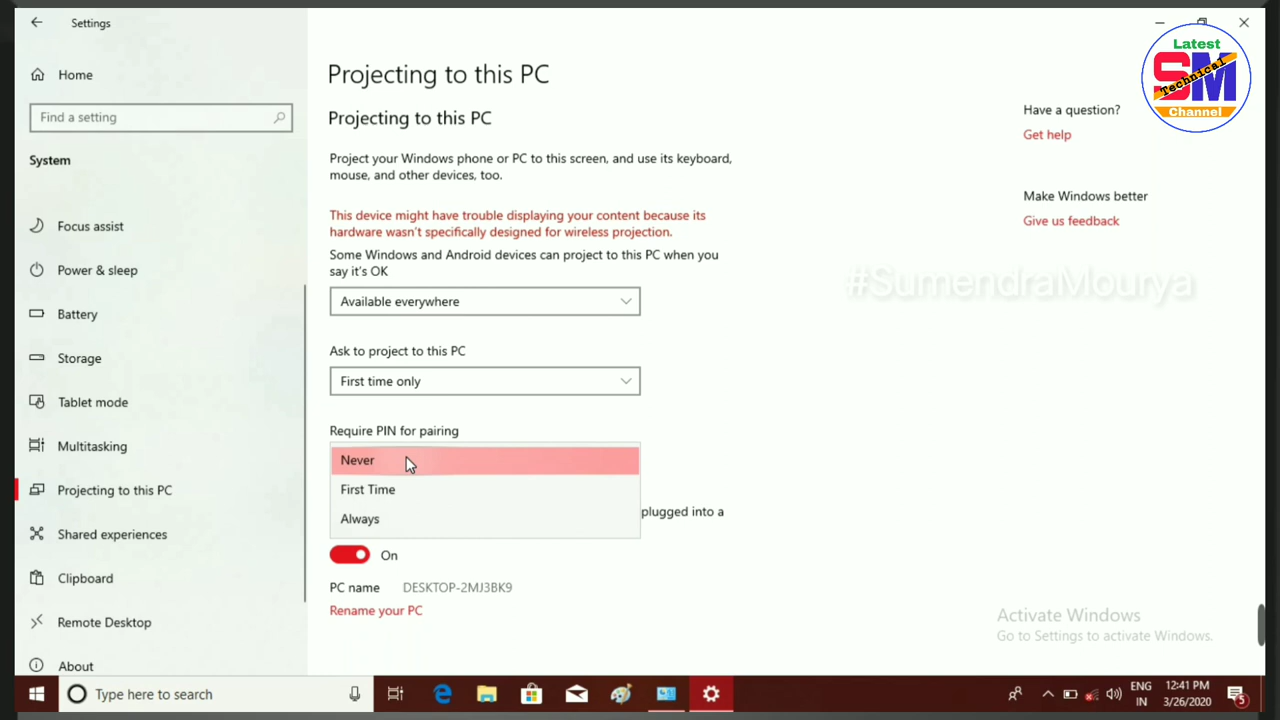 Settings
Home
Find a setting
System
Focus assist
Power & sleep
Battery
Storage
Tablet mode
Multitasking
Projecting to this PC
Shared experiences
Clipboard
Remote Desktop
About
Projecting to this PC
Projecting to this PC
Project your Windows phone or PC to this screen, and use its keyboard,
mouse, and other devices, too.
This device might have trouble displaying your content because its
hardware wasn't specifically designed for wireless projection.
Some Windows and Android devices can project to this PC when you
say it's OK
Available everywhere
Ask to project to this PC
First time only
Require PIN for pairing
Never
First Time
Always
plugged into a
On
PC name DESKTOP-2MJ3BK9
Rename your PC
Latest
SM
Technical
Channel
Have a question?
Get help
Make Windows better
Give us feedback
#SumendraMourya
Activate Windows
Go to Settings to activate Windows.
Type here to search
ENG
IN
12:41 PM
3/26/2020
5